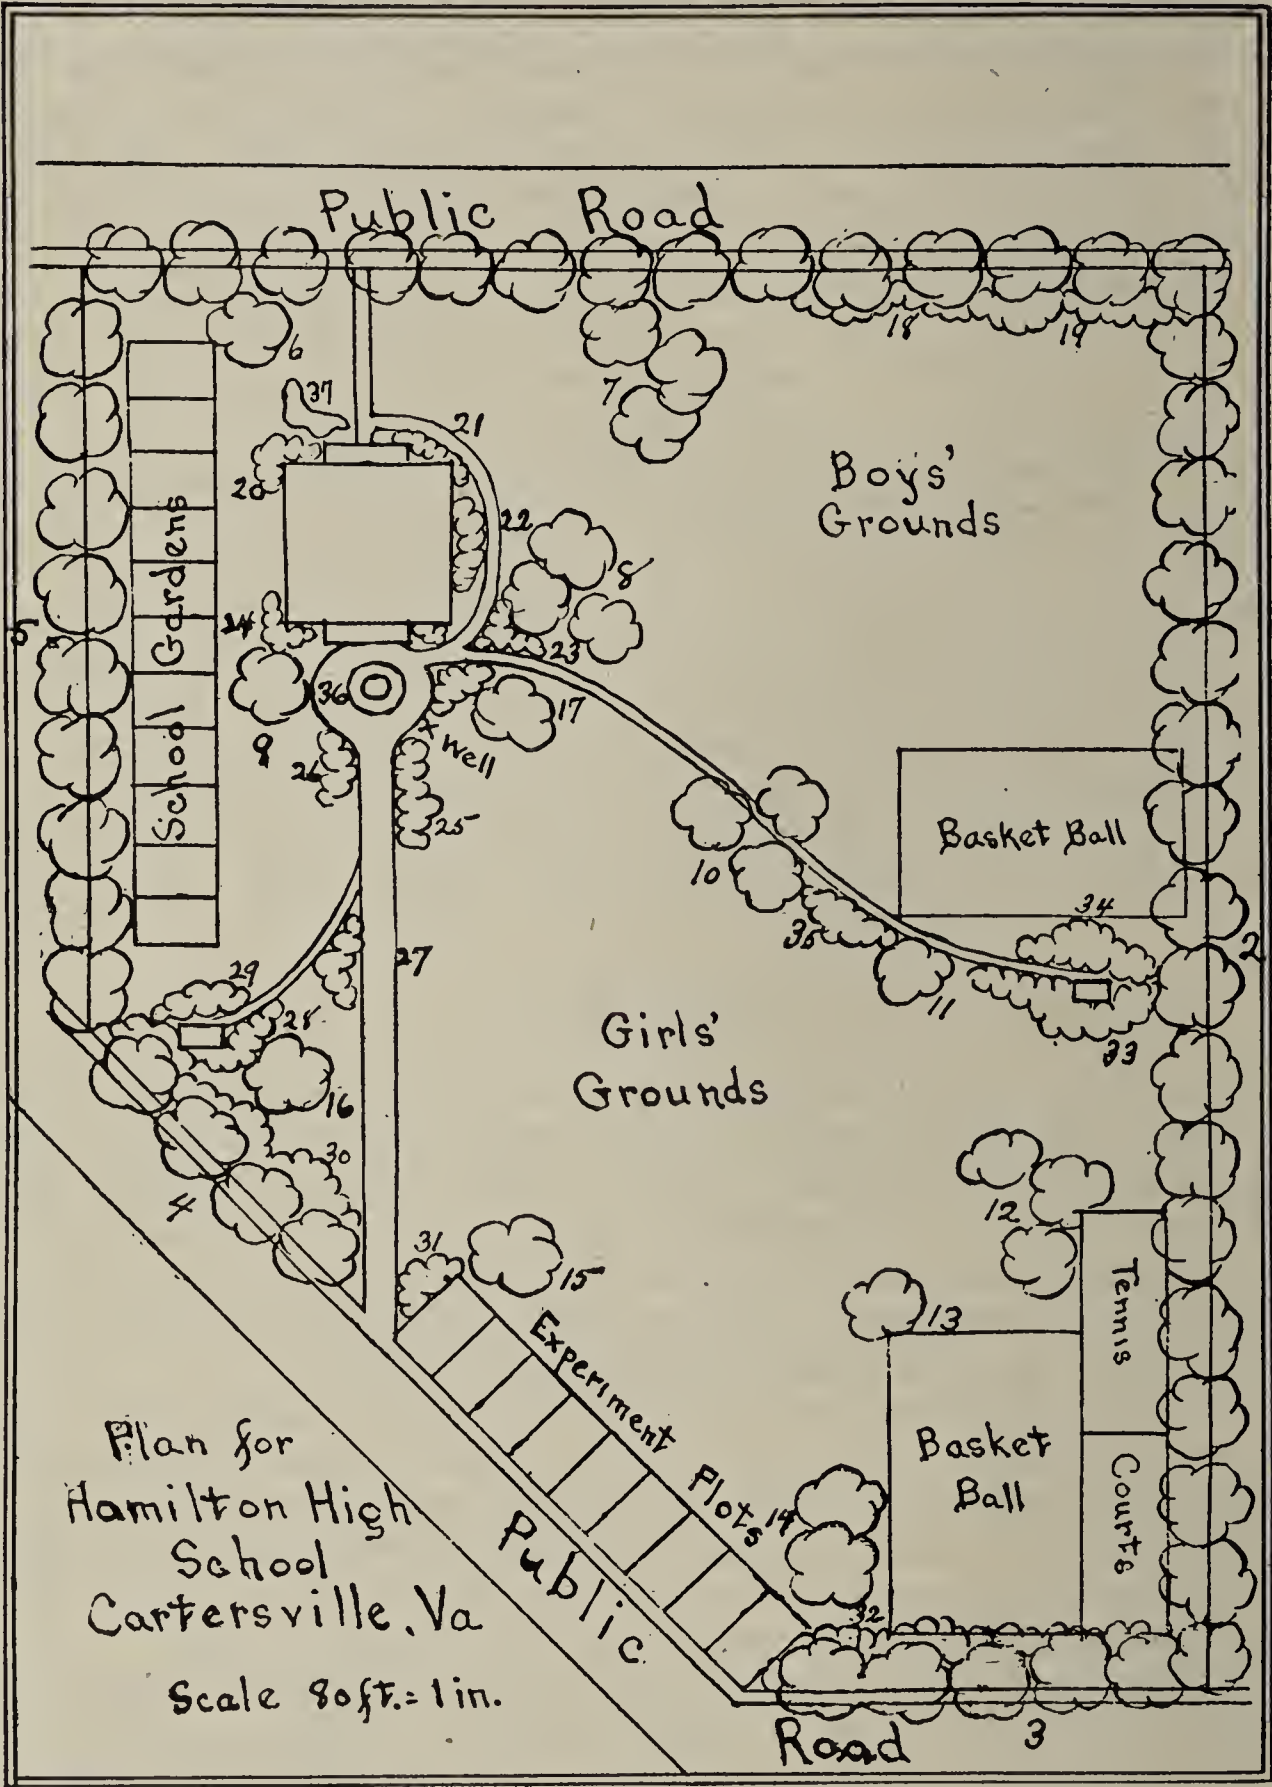 Public Road
18
19
6
7
37
21
20
Boys'
Grounds
22
8
School Gardens
5
24
23
9
36
17
Well
26
25
10
Basket Ball
35
34
2
11
33
29
28
27
Girls'
Grounds
16
30
4
12
31
15
13
Tennis
Courts
Experiment Plots
Basket
Ball
14
32
Plan for
Hamilton High
School
Cartersville, Va
Scale 80ft. = 1 in.
Public
Road
3